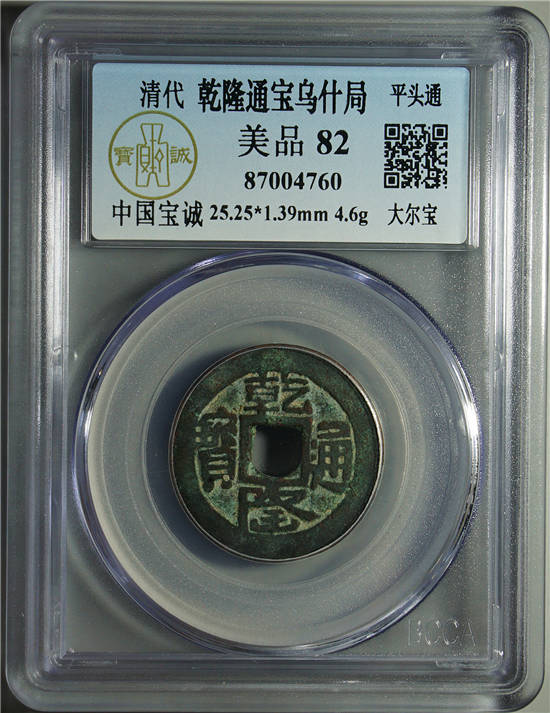 清代 乾隆通宝乌什局 平头通
美品 82
寶 誠
87004760
中国宝诚 25.25*1.39mm 4.6g 大尔宝
乾隆通寶